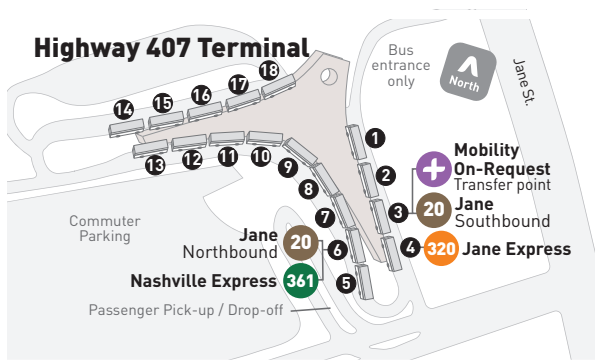 Highway 407 Terminal
Bus
entrance
only
North
Jane St.
18
17
16
15
14
13
12
11
10
9
8
7
6
5
1
2
3
4
Mobility
On-Request
Transfer point
20 Jane
Southbound
320 Jane Express
Commuter
Parking
Jane 20
Northbound
Nashville Express 361
Passenger Pick-up / Drop-off